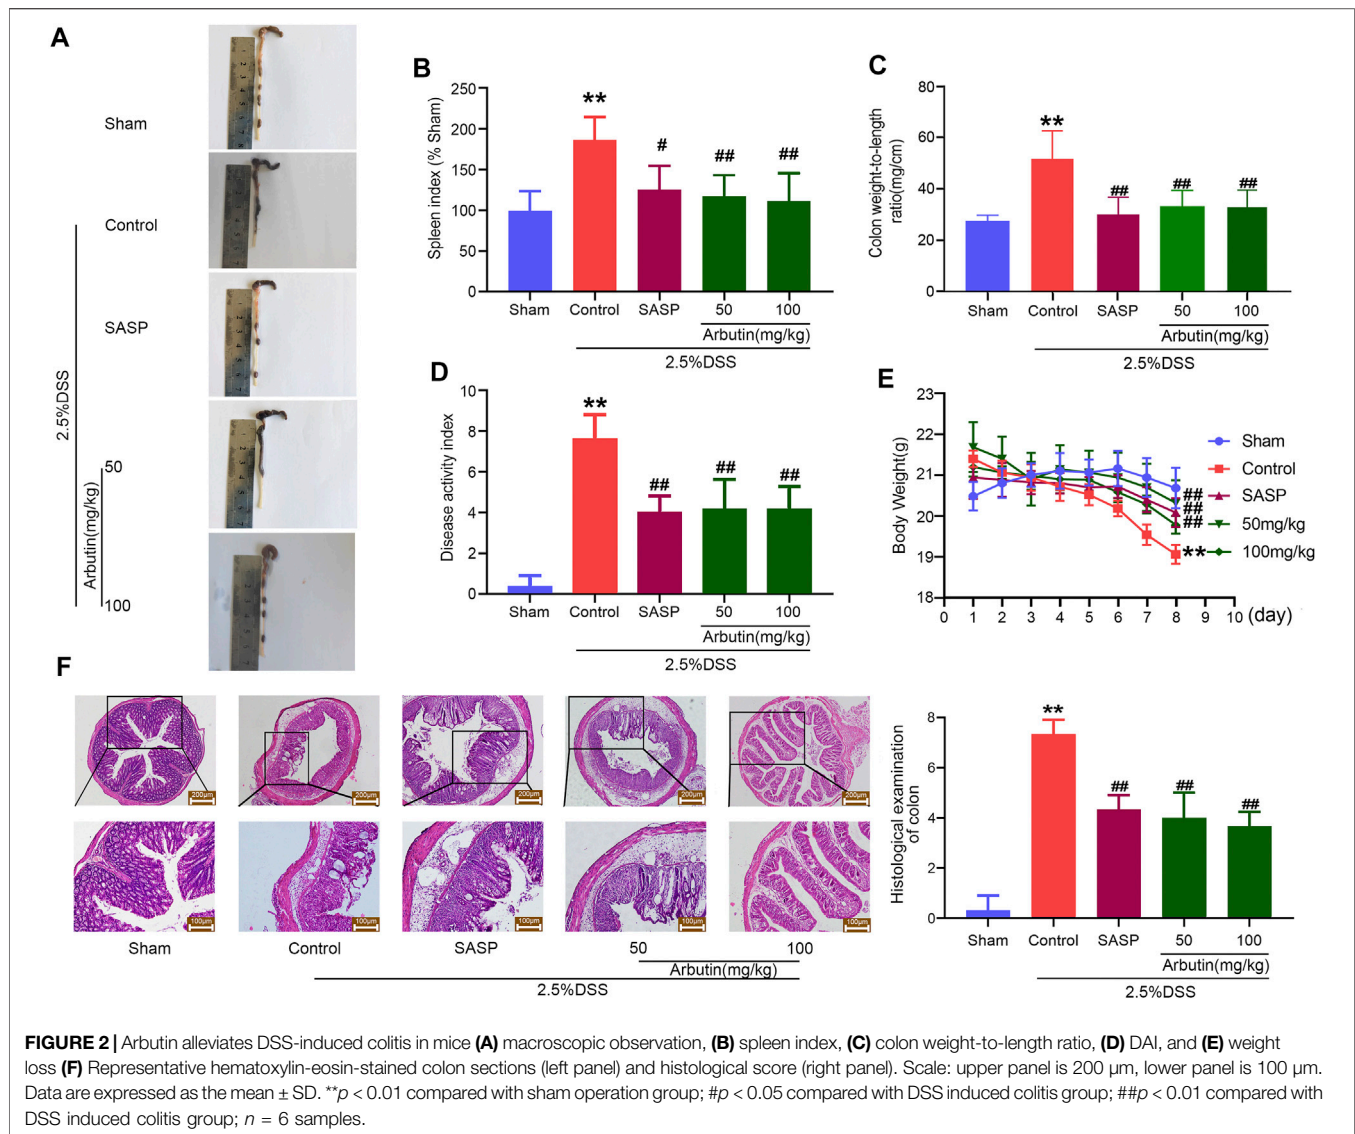 A
Sham
Control
SASP
50
100
2.5%DSS
Arbutin(mg/kg)
B
Spleen index (% Sham)
250
200
150
100
50
0
**
#
##
##
Sham
Control
SASP
50
100
Arbutin(mg/kg)
2.5%DSS
C
Colon weight-to-length
ratio(mg/cm)
80
60
40
20
0
**
##
##
##
Sham
Control
SASP
50
100
Arbutin(mg/kg)
2.5%DSS
D
Disease activity index
10
8
6
4
2
0
**
##
##
##
Sham
Control
SASP
50
100
Arbutin(mg/kg)
2.5%DSS
E
Body Weight(g)
23
22
21
20
19
18
0 1 2 3 4 5 6 7 8 9 10 (day)
##
##
##
**
Sham
Control
SASP
50mg/kg
100mg/kg
F
200μm
200μm
200μm
200μm
200μm
100μm
100μm
100μm
100μm
100μm
Sham
Control
SASP
50
100
Arbutin(mg/kg)
2.5%DSS
Histological examination
of colon
8
6
4
2
0
**
##
##
##
Sham
Control
SASP
50
100
Arbutin(mg/kg)
2.5%DSS
FIGURE 2 | Arbutin alleviates DSS-induced colitis in mice (A) macroscopic observation, (B) spleen index, (C) colon weight-to-length ratio, (D) DAI, and (E) weight
loss (F) Representative hematoxylin-eosin-stained colon sections (left panel) and histological score (right panel). Scale: upper panel is 200 μm, lower panel is 100 μm.
Data are expressed as the mean ± SD. **p < 0.01 compared with sham operation group; #p < 0.05 compared with DSS induced colitis group; ##p < 0.01 compared with
DSS induced colitis group; n = 6 samples.